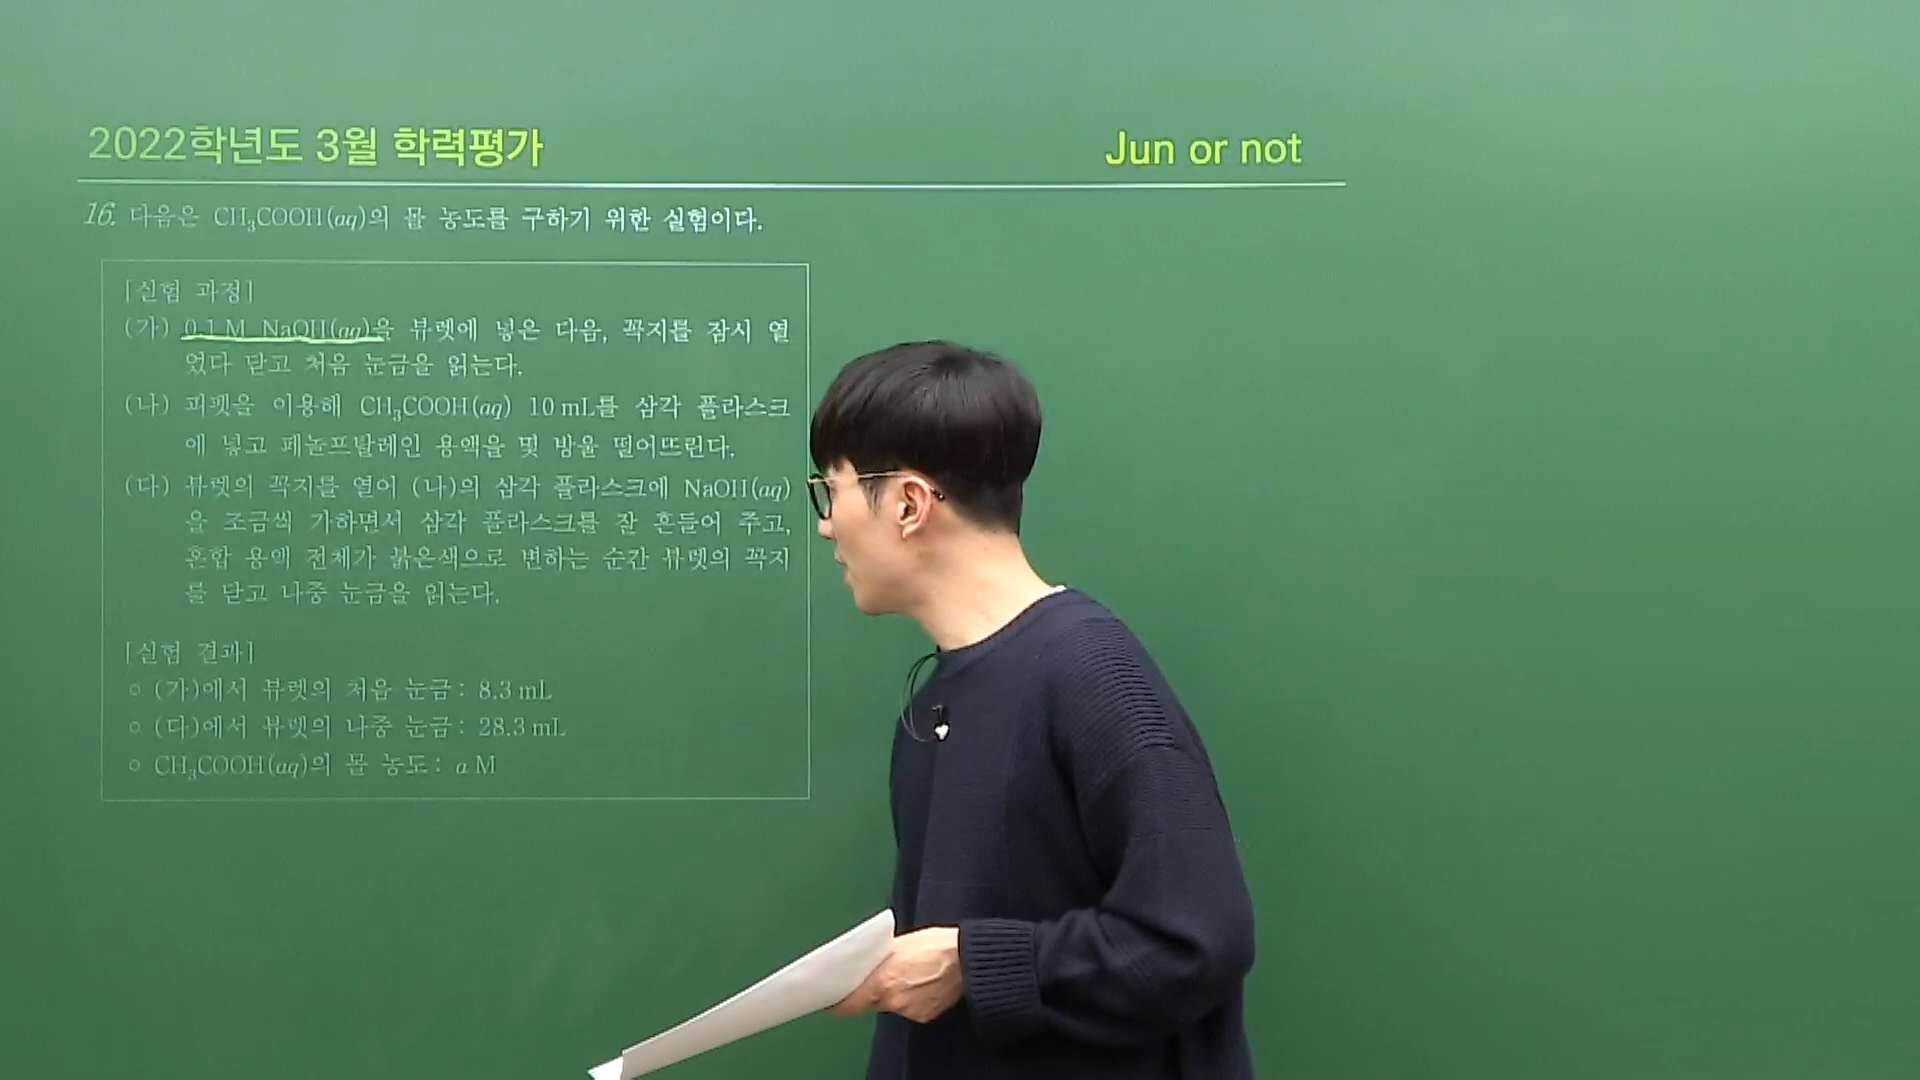 2022학년도 3월 학력평가
Jun or not
16. 다음은 CH₃COOH(aq)의 몰 농도를 구하기 위한 실험이다.
[실험 과정]
(가) 0.1 M NaOH(aq)을 뷰렛에 넣은 다음, 꼭지를 잠시 열
었다 닫고 처음 눈금을 읽는다.
(나) 피펫을 이용해 CH₃COOH(aq) 10 mL를 삼각 플라스크
에 넣고 페놀프탈레인 용액을 몇 방울 떨어뜨린다.
(다) 뷰렛의 꼭지를 열어 (나)의 삼각 플라스크에 NaOH(aq)
을 조금씩 가하면서 삼각 플라스크를 잘 흔들어 주고,
혼합 용액 전체가 붉은색으로 변하는 순간 뷰렛의 꼭지
를 닫고 나중 눈금을 읽는다.
[실험 결과]
○ (가)에서 뷰렛의 처음 눈금: 8.3 mL
○ (다)에서 뷰렛의 나중 눈금: 28.3 mL
○ CH₃COOH(aq)의 몰 농도: a M